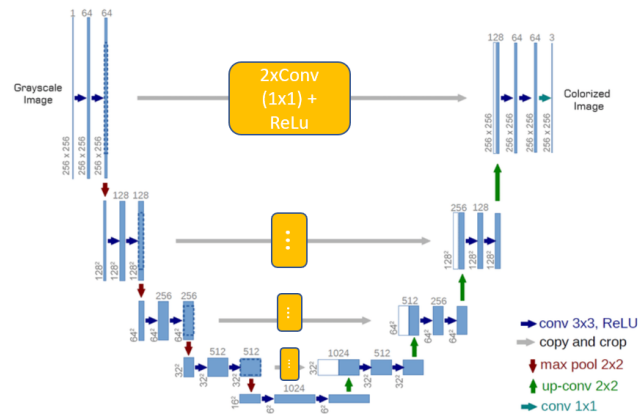 1 64 64
128 64 64 3
Grayscale
Image
2xConv
(1x1) +
ReLu
Colorized
Image
256 x 256
256 x 256
256 x 256
256 x 256
256 x 256
256 x 256
256 x 256
128 128
256 128
128²
128²
128²
...
128²
128²
128²
256 256
512 256
64²
64²
64²
...
64²
64²
64²
512 512
1024 512
32²
32²
32²
...
32²
32²
32²
1024
16²
6²
6²
conv 3x3, ReLU
copy and crop
max pool 2x2
up-conv 2x2
conv 1x1